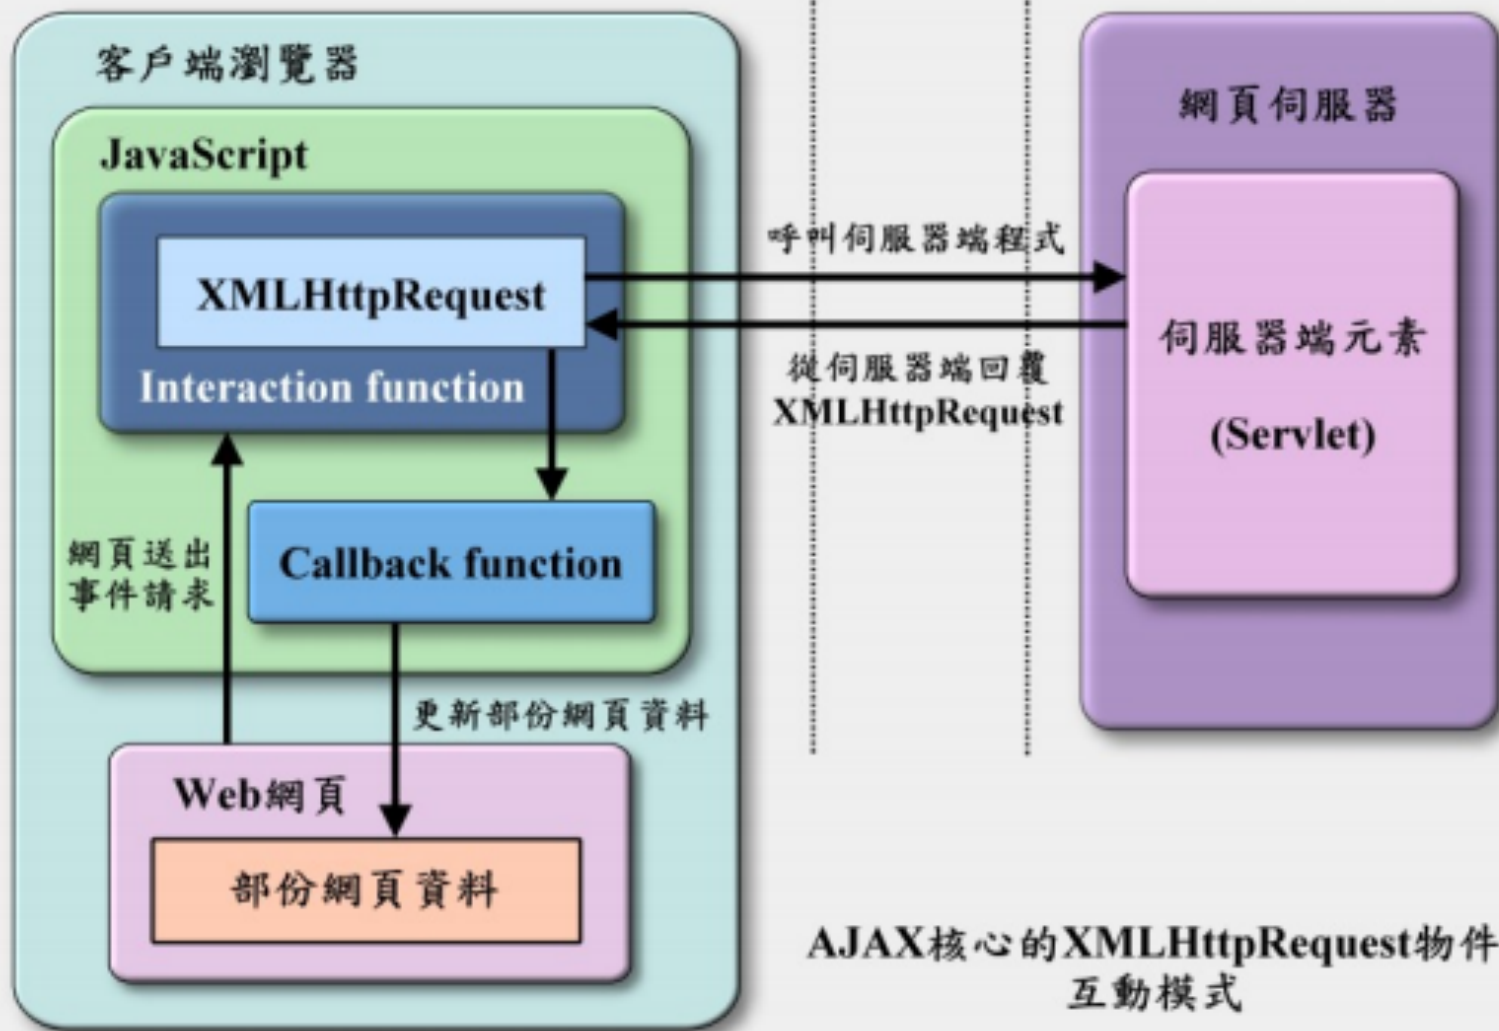 客戶端瀏覽器
JavaScript
XMLHttpRequest
Interaction function
網頁送出
事件請求
Callback function
更新部份網頁資料
Web網頁
部份網頁資料
呼叫伺服器端程式
從伺服器端回覆
XMLHttpRequest
網頁伺服器
伺服器端元素
(Servlet)
AJAX核心的XMLHttpRequest物件
互動模式